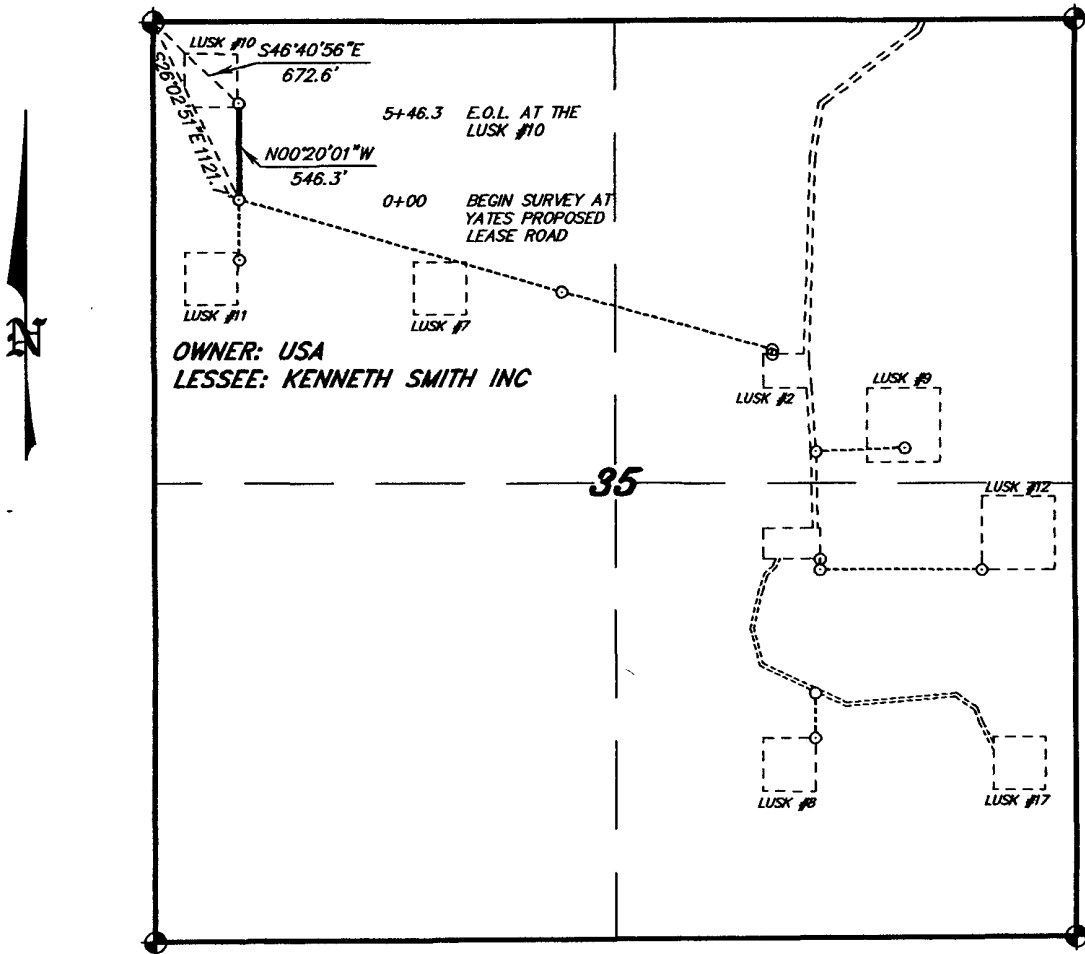 LUSK #10
S46°40'56"E
672.6'
S26°02'51"E 1121.7'
5+46.3 E.O.L. AT THE
LUSK #10
N00°20'01"W
546.3'
0+00 BEGIN SURVEY AT
YATES PROPOSED
LEASE ROAD
LUSK #11
LUSK #7
N
OWNER: USA
LESSEE: KENNETH SMITH INC
LUSK #2
LUSK #9
35
LUSK #12
LUSK #8
LUSK #17